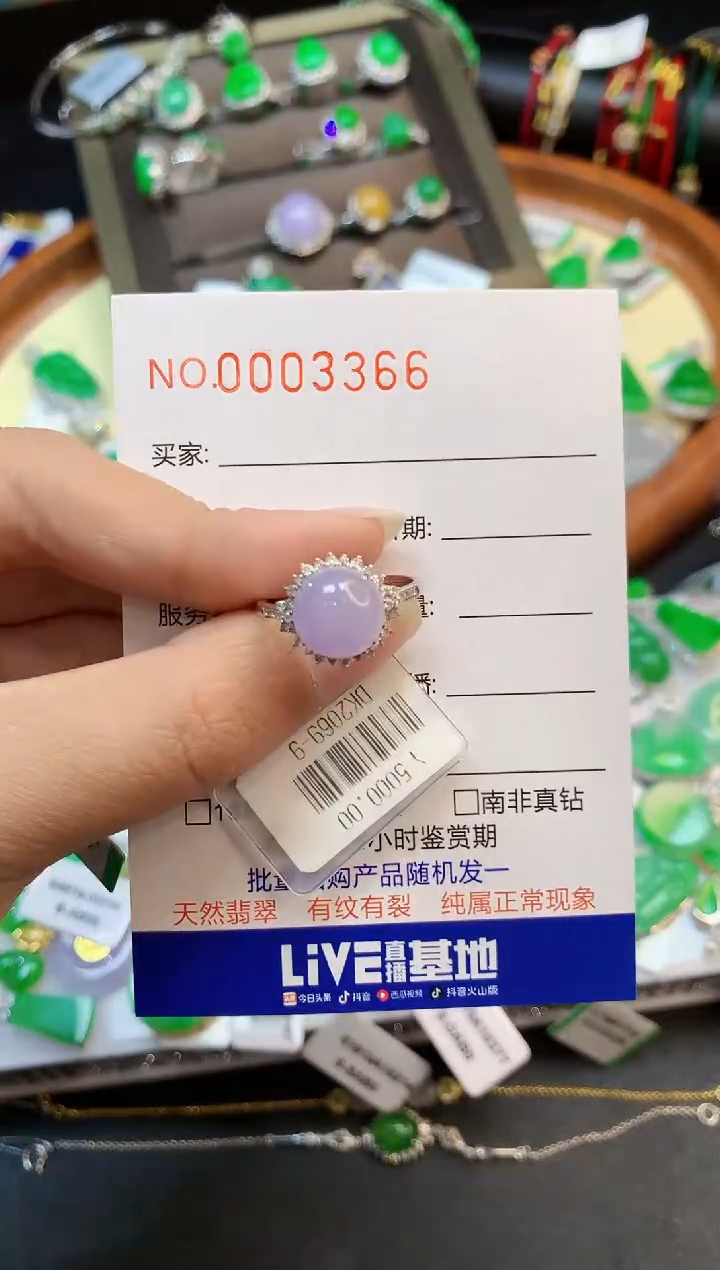 NO.0003366
买家:
期:
服务
量:
播:
DK2069-9
5000.00
南非真钻
小时鉴赏期
批量 购产品随机发一
天然翡翠 有纹有裂 纯属正常现象
LiVE直播基地
今日头条 抖音 西瓜视频 抖音火山版